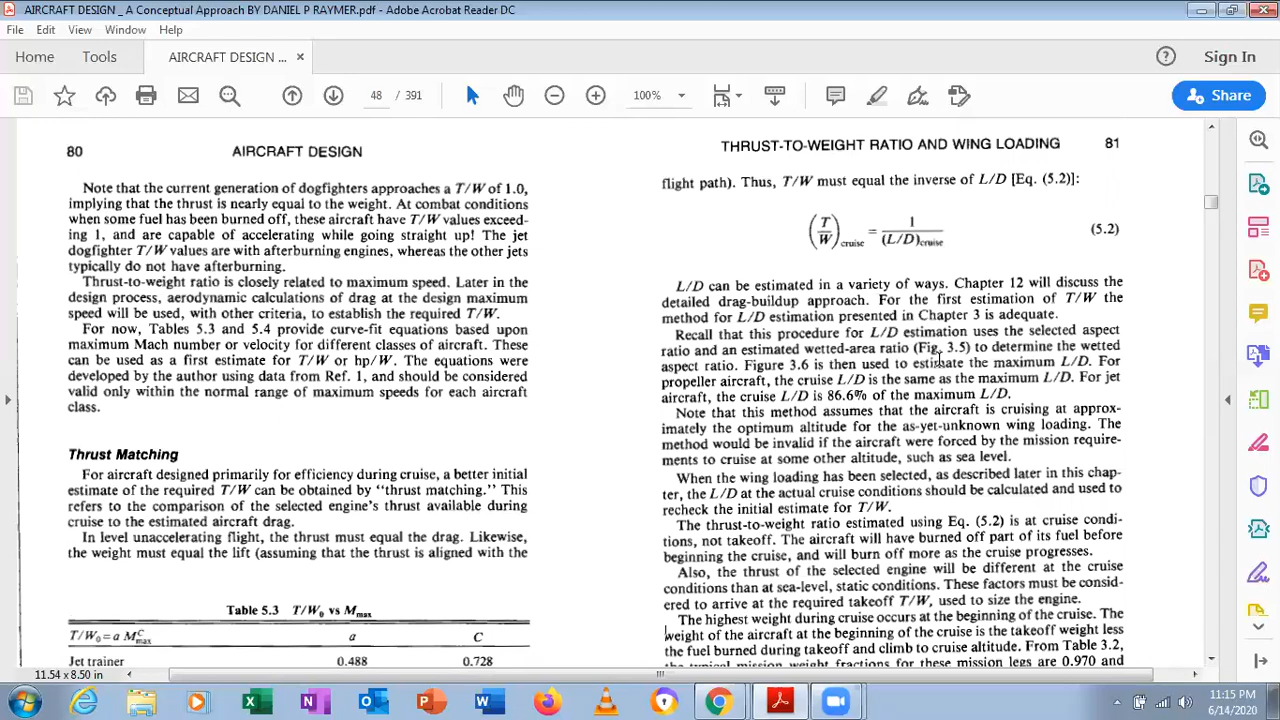 AIRCRAFT DESIGN _ A Conceptual Approach BY DANIEL P RAYMER.pdf - Adobe Acrobat Reader DC
File Edit View Window Help
Home Tools AIRCRAFT DESIGN ... × Sign In
48 / 391 100% Share
80 AIRCRAFT DESIGN
Note that the current generation of dogfighters approaches a T/W of 1.0,
implying that the thrust is nearly equal to the weight. At combat conditions
when some fuel has been burned off, these aircraft have T/W values exceed-
ing 1, and are capable of accelerating while going straight up! The jet
dogfighter T/W values are with afterburning engines, whereas the other jets
typically do not have afterburning.
Thrust-to-weight ratio is closely related to maximum speed. Later in the
design process, aerodynamic calculations of drag at the design maximum
speed will be used, with other criteria, to establish the required T/W.
For now, Tables 5.3 and 5.4 provide curve-fit equations based upon
maximum Mach number or velocity for different classes of aircraft. These
can be used as a first estimate for T/W or hp/W. The equations were
developed by the author using data from Ref. 1, and should be considered
valid only within the normal range of maximum speeds for each aircraft
class.
Thrust Matching
For aircraft designed primarily for efficiency during cruise, a better initial
estimate of the required T/W can be obtained by "thrust matching." This
refers to the comparison of the selected engine's thrust available during
cruise to the estimated aircraft drag.
In level unaccelerating flight, the thrust must equal the drag. Likewise,
the weight must equal the lift (assuming that the thrust is aligned with the
Table 5.3 T/W₀ vs Mmax
T/W₀ = a M^C max a C
Jet trainer 0.488 0.728
THRUST-TO-WEIGHT RATIO AND WING LOADING 81
flight path). Thus, T/W must equal the inverse of L/D [Eq. (5.2)]:
(T/W)cruise = 1/(L/D)cruise (5.2)
L/D can be estimated in a variety of ways. Chapter 12 will discuss the
detailed drag-buildup approach. For the first estimation of T/W the
method for L/D estimation presented in Chapter 3 is adequate.
Recall that this procedure for L/D estimation uses the selected aspect
ratio and an estimated wetted-area ratio (Fig. 3.5) to determine the wetted
aspect ratio. Figure 3.6 is then used to estimate the maximum L/D. For
propeller aircraft, the cruise L/D is the same as the maximum L/D. For jet
aircraft, the cruise L/D is 86.6% of the maximum L/D.
Note that this method assumes that the aircraft is cruising at approx-
imately the optimum altitude for the as-yet-unknown wing loading. The
method would be invalid if the aircraft were forced by the mission require-
ments to cruise at some other altitude, such as sea level.
When the wing loading has been selected, as described later in this chap-
ter, the L/D at the actual cruise conditions should be calculated and used to
recheck the initial estimate for T/W.
The thrust-to-weight ratio estimated using Eq. (5.2) is at cruise condi-
tions, not takeoff. The aircraft will have burned off part of its fuel before
beginning the cruise, and will burn off more as the cruise progresses.
Also, the thrust of the selected engine will be different at the cruise
conditions than at sea-level, static conditions. These factors must be consid-
ered to arrive at the required takeoff T/W, used to size the engine.
The highest weight during cruise occurs at the beginning of the cruise. The
weight of the aircraft at the beginning of the cruise is the takeoff weight less
the fuel burned during takeoff and climb to cruise altitude. From Table 3.2,
the typical mission weight fractions for these mission legs are 0.970 and
11.54 x 8.50 in
11:15 PM
6/14/2020